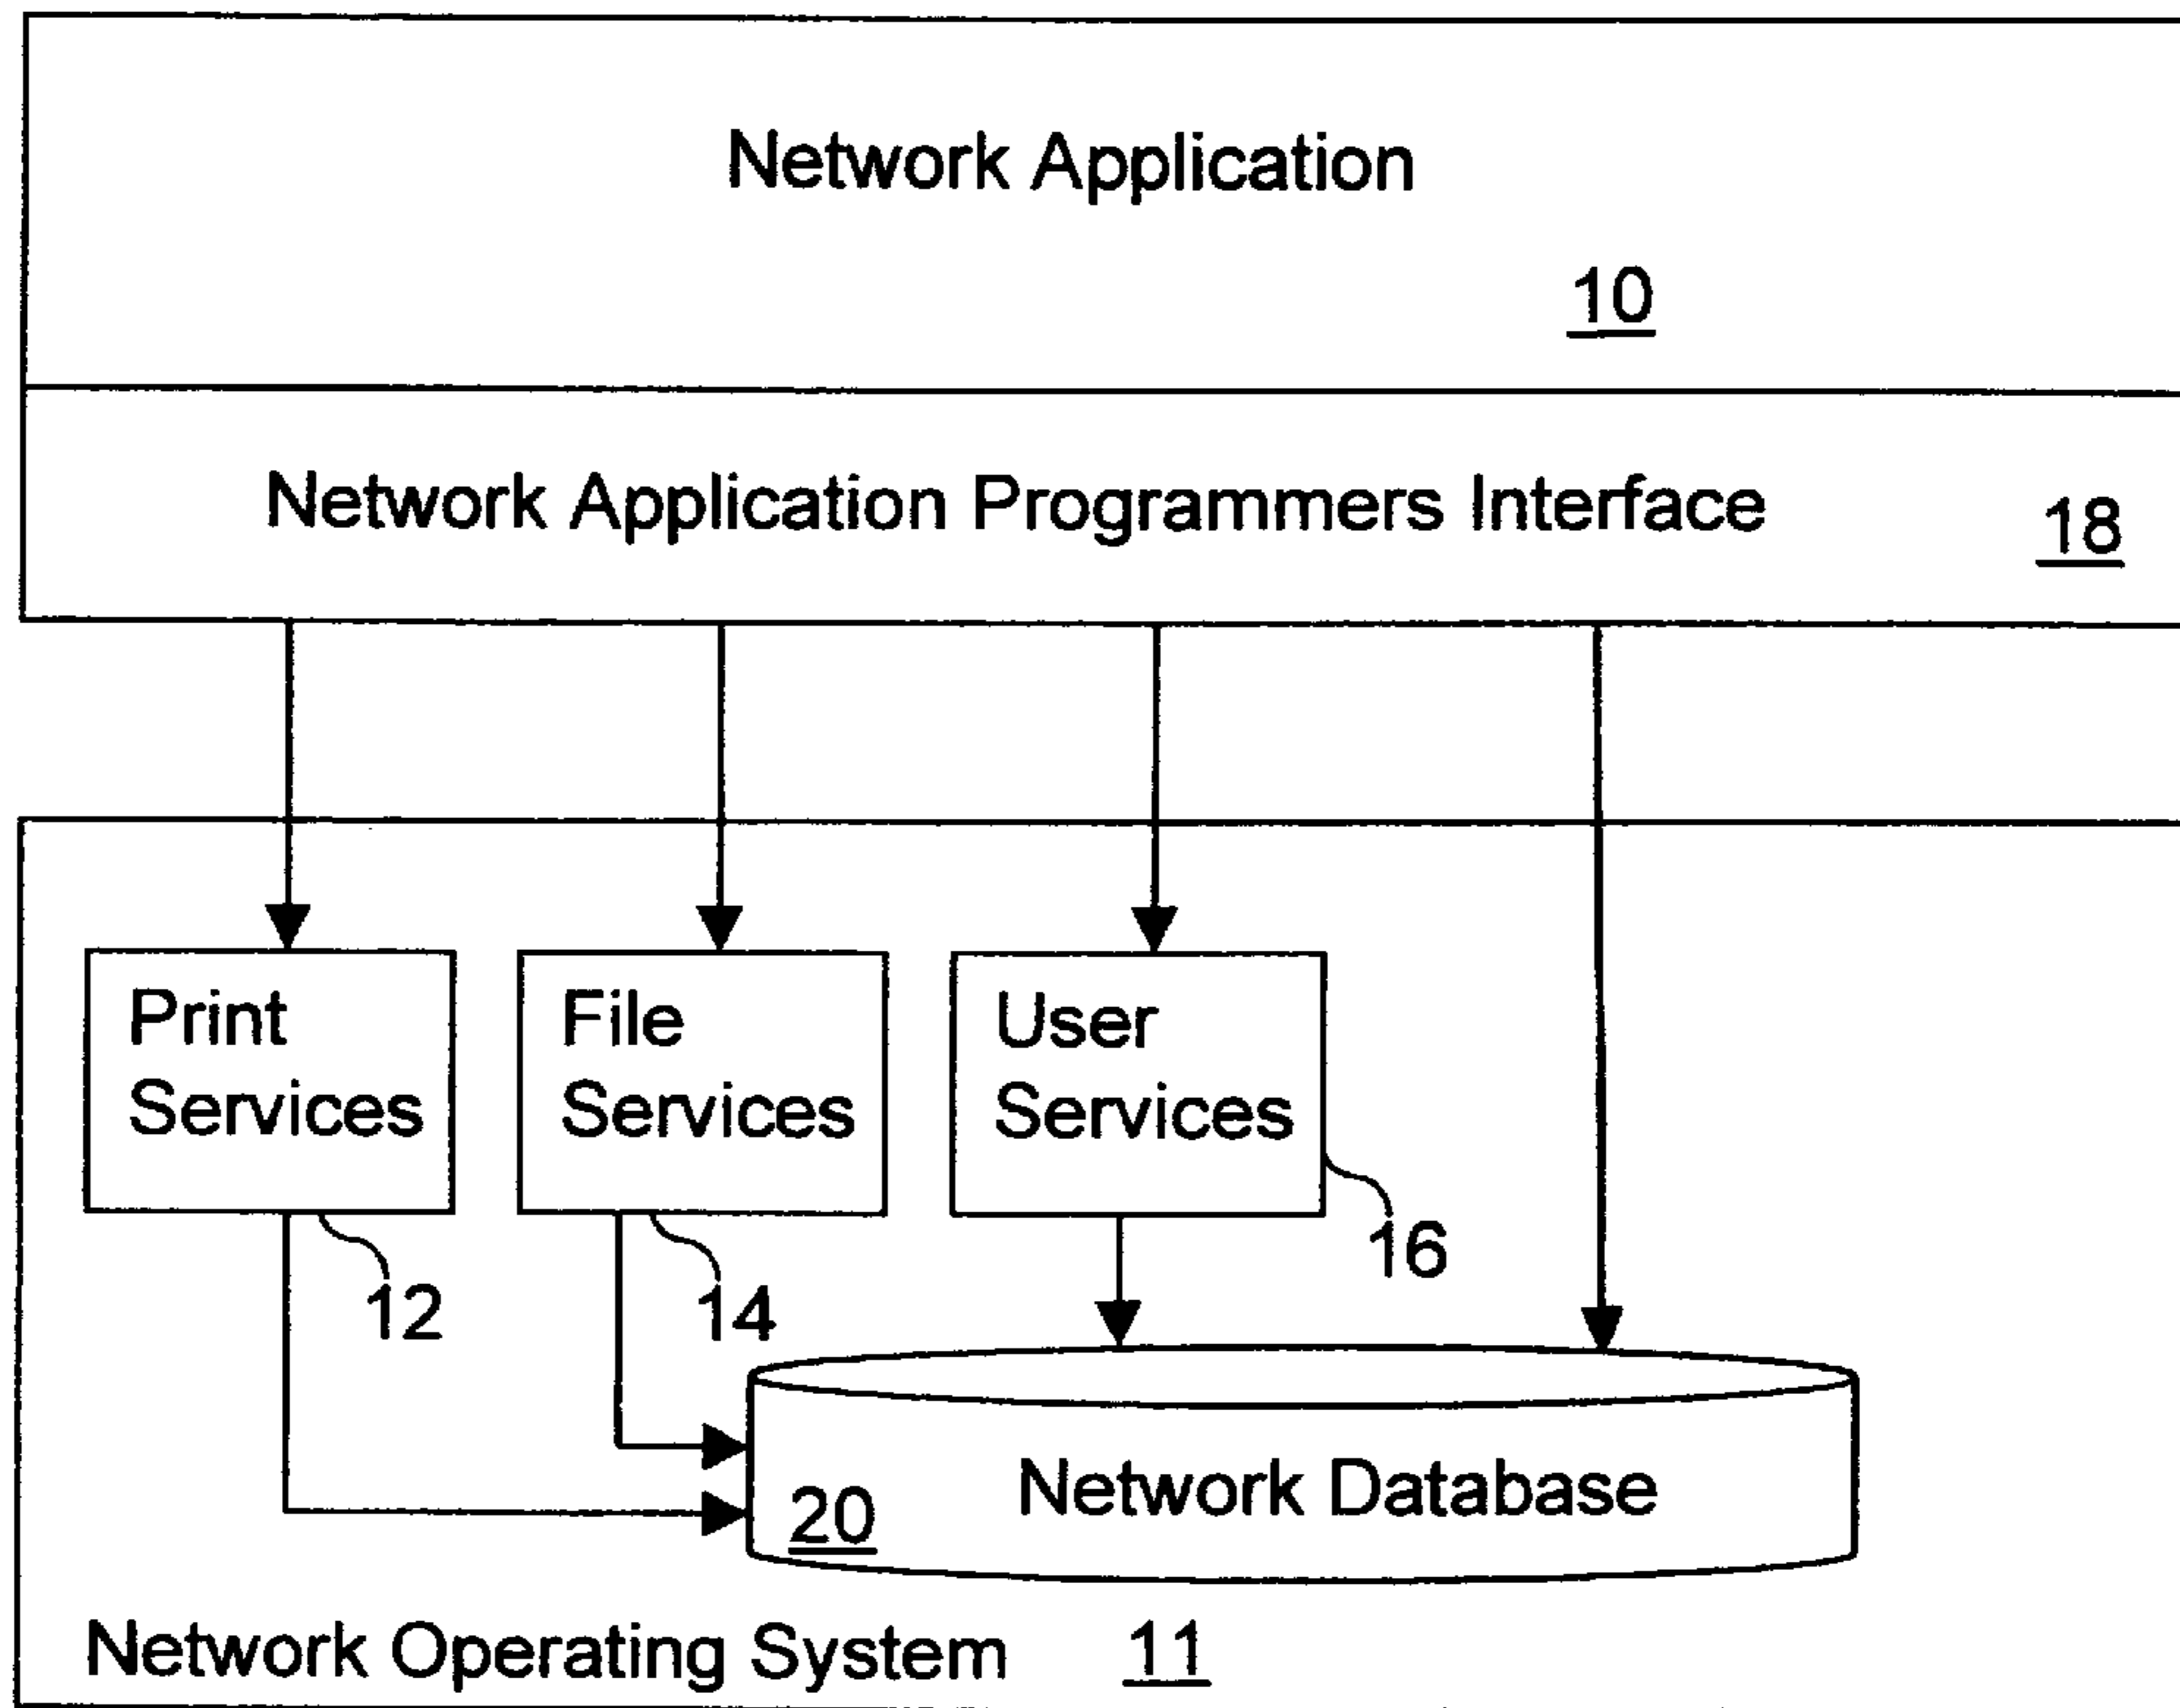 Network Application
10
Network Application Programmers Interface
18
Print
Services
File
Services
User
Services
16
12
14
20
Network Database
Network Operating System
11